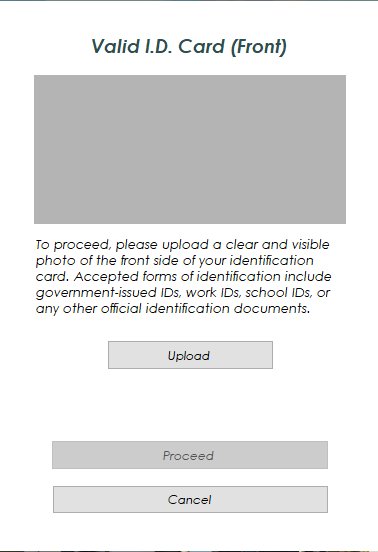 Valid I.D. Card (Front)
To proceed, please upload a clear and visible
photo of the front side of your identification
card. Accepted forms of identification include
government-issued IDs, work IDs, school IDs, or
any other official identification documents.
Upload
Proceed
Cancel